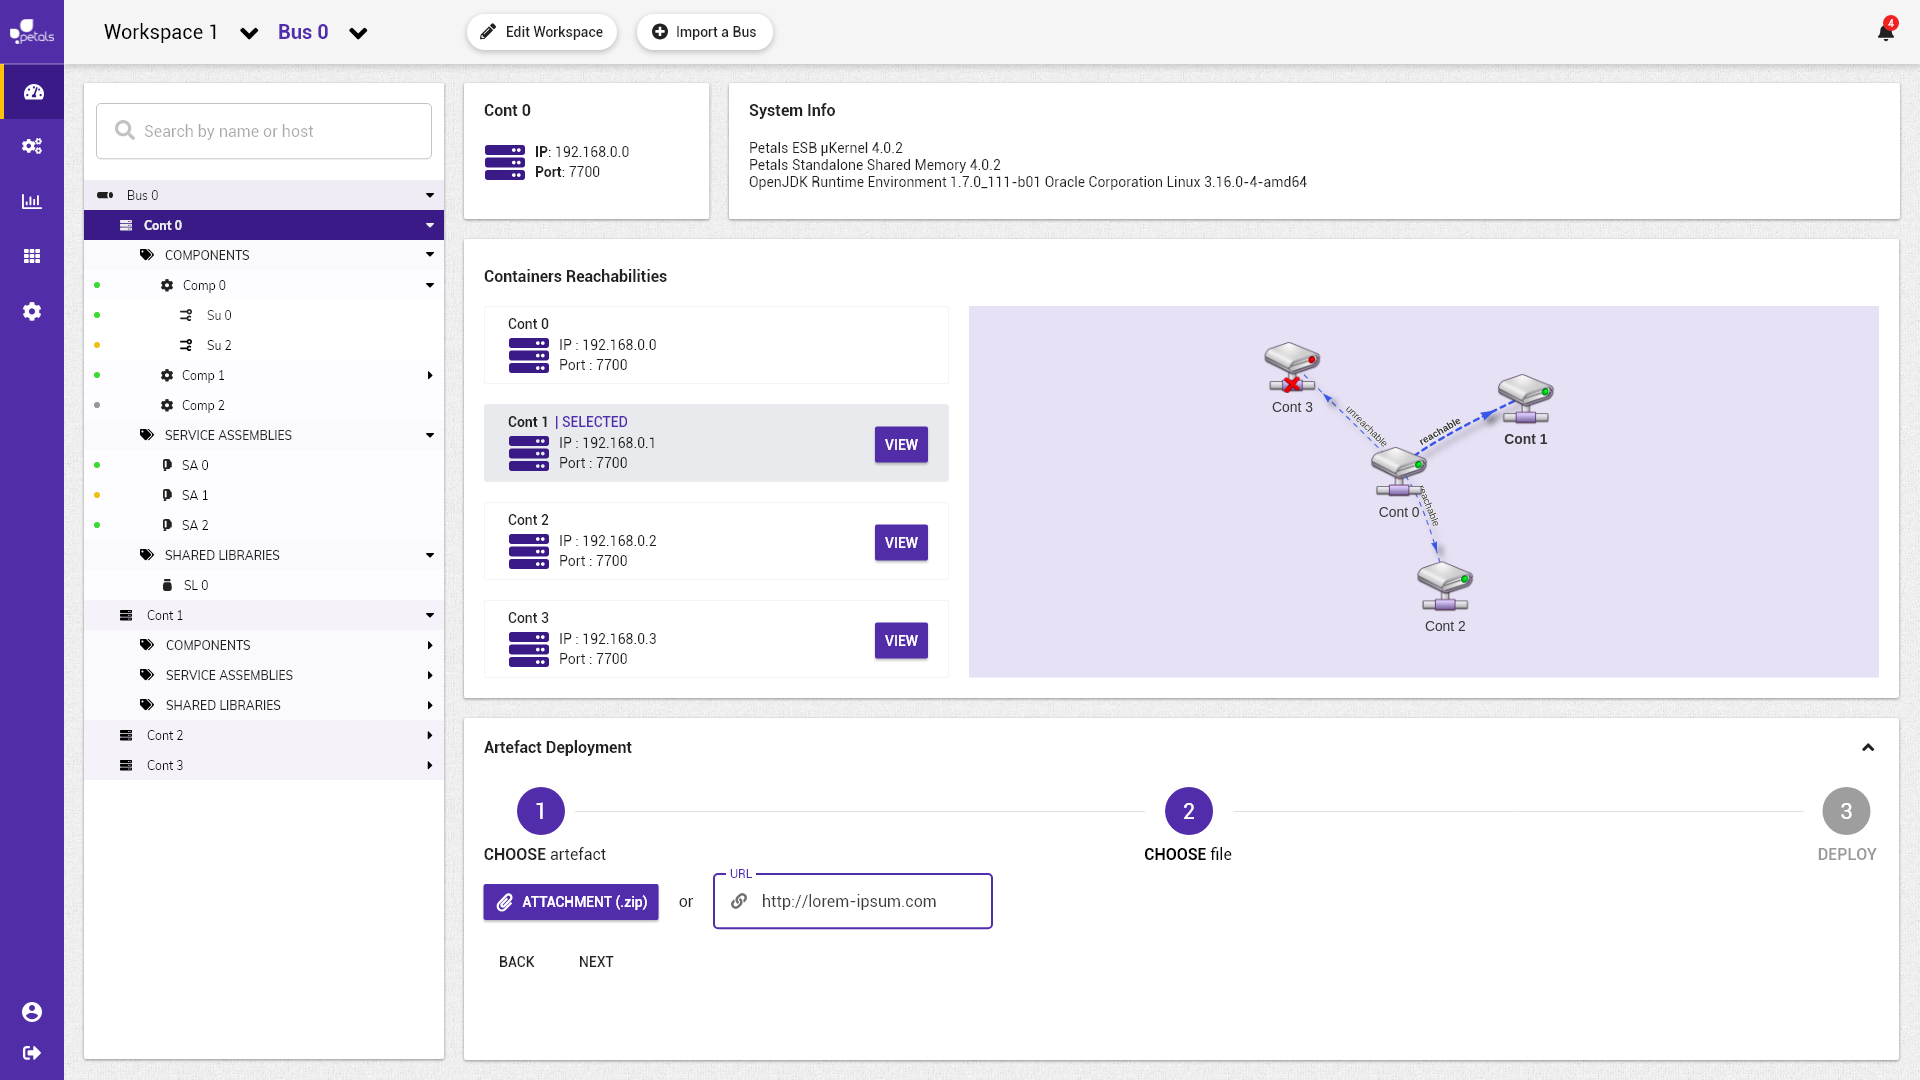 petals
Workspace 1
Bus 0
Edit Workspace
Import a Bus
4
Search by name or host
Bus 0
Cont 0
COMPONENTS
Comp 0
Su 0
Su 2
Comp 1
Comp 2
SERVICE ASSEMBLIES
SA 0
SA 1
SA 2
SHARED LIBRARIES
SL 0
Cont 1
COMPONENTS
SERVICE ASSEMBLIES
SHARED LIBRARIES
Cont 2
Cont 3
Cont 0
IP: 192.168.0.0
Port: 7700
System Info
Petals ESB µKernel 4.0.2
Petals Standalone Shared Memory 4.0.2
OpenJDK Runtime Environment 1.7.0_111-b01 Oracle Corporation Linux 3.16.0-4-amd64
Containers Reachabilities
Cont 0
IP : 192.168.0.0
Port : 7700
Cont 1 | SELECTED
IP : 192.168.0.1
Port : 7700
VIEW
Cont 2
IP : 192.168.0.2
Port : 7700
VIEW
Cont 3
IP : 192.168.0.3
Port : 7700
VIEW
Cont 3
unreachable
reachable
Cont 1
Cont 0
reachable
Cont 2
Artefact Deployment
1
2
3
CHOOSE artefact
CHOOSE file
DEPLOY
ATTACHMENT (.zip)
or
URL
http://lorem-ipsum.com
BACK
NEXT